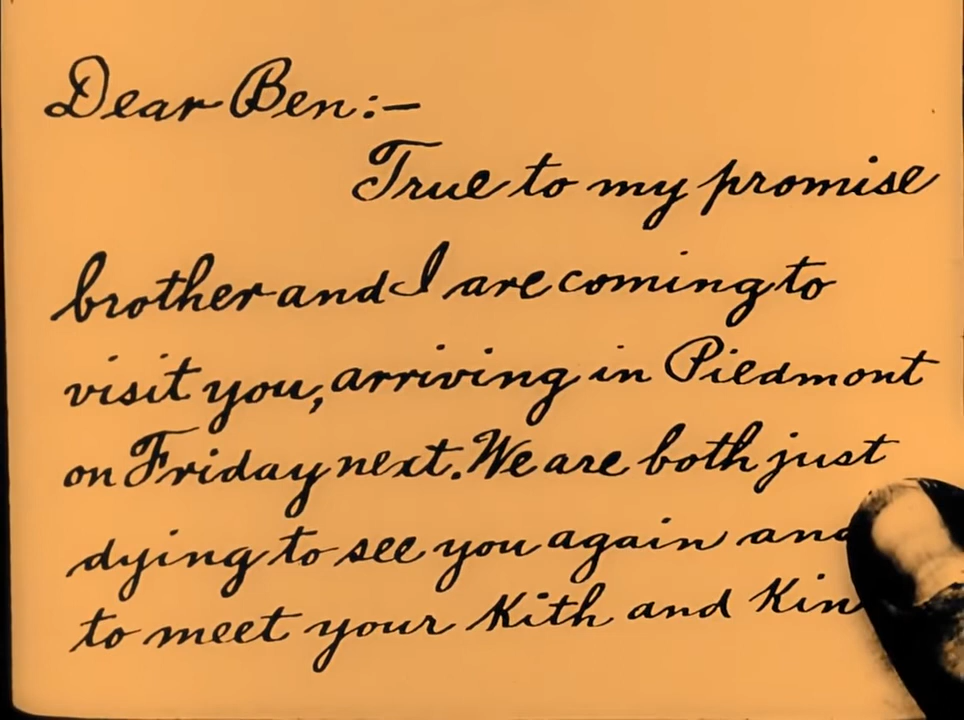 Dear Ben:—
True to my promise
brother and I are coming to
visit you, arriving in Piedmont
on Friday next. We are both just
dying to see you again and
to meet your Kith and Kin